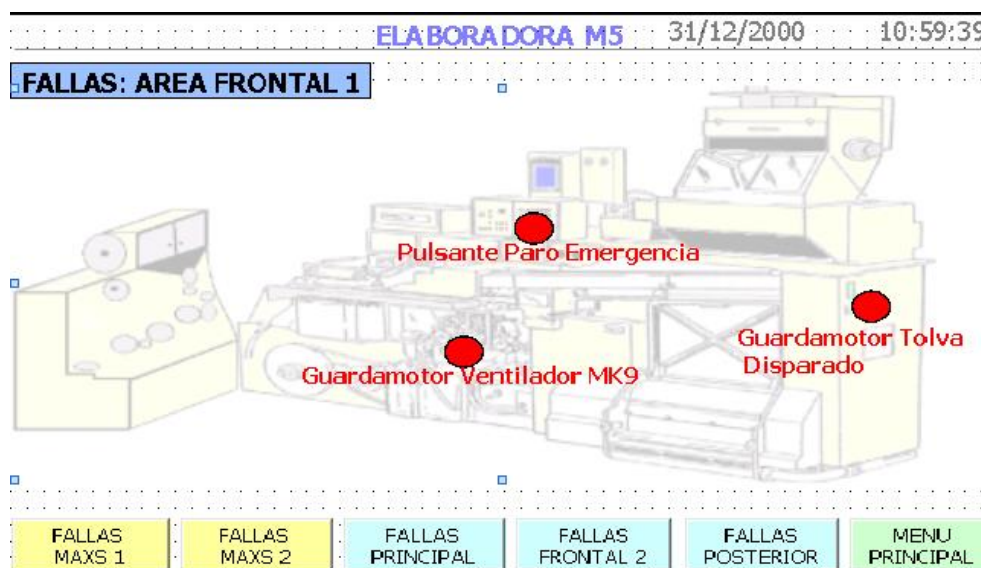 ELABORADORA M5 31/12/2000 10:59:39
FALLAS: AREA FRONTAL 1
Pulsante Paro Emergencia
Guardamotor Tolva
Disparado
Guardamotor Ventilador MK9
FALLAS
MAXS 1
FALLAS
MAXS 2
FALLAS
PRINCIPAL
FALLAS
FRONTAL 2
FALLAS
POSTERIOR
MENU
PRINCIPAL